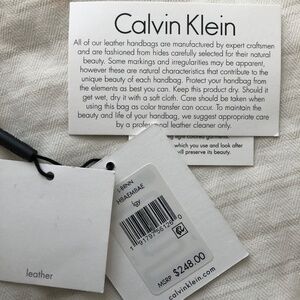 Calvin Klein
All of our leather handbags are manufactured by expert craftsmen
and are fashioned from hides carefully selected for their natural
beauty. Some markings and irregularities may be apparent,
however these are natural characteristics that contribute to the
unique beauty of each handbag. Protect your handbag from
the elements as best you can. Keep this product dry. Should it
get wet, dry it with a soft cloth. Care should be taken when
using this bag as color transfer can occur. To maintain the
beauty and life of your handbag, we suggest appropriate care
by a professional leather cleaner only.
which you use and look after
will preserve its beauty.
MSRP $248.00
calvinklein.com
leather